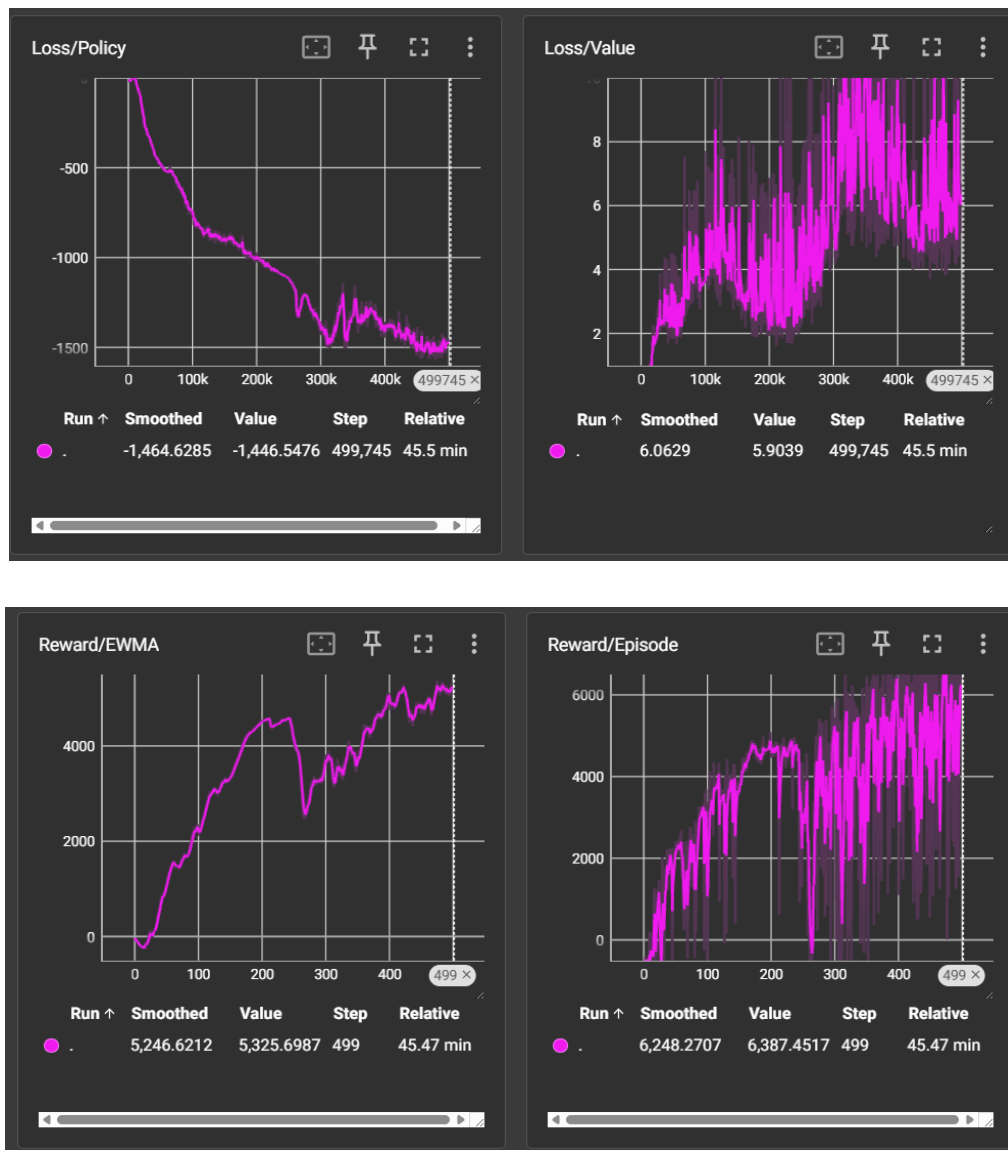 Loss/Policy
0
-500
-1000
-1500
0 100k 200k 300k 400k 499745 ×
Run ↑ Smoothed Value Step Relative
. -1,464.6285 -1,446.5476 499,745 45.5 min
Loss/Value
10
8
6
4
2
0 100k 200k 300k 400k 499745 ×
Run ↑ Smoothed Value Step Relative
. 6.0629 5.9039 499,745 45.5 min
Reward/EWMA
4000
2000
0
0 100 200 300 400 499 ×
Run ↑ Smoothed Value Step Relative
. 5,246.6212 5,325.6987 499 45.47 min
Reward/Episode
6000
4000
2000
0
0 100 200 300 400 499 ×
Run ↑ Smoothed Value Step Relative
. 6,248.2707 6,387.4517 499 45.47 min